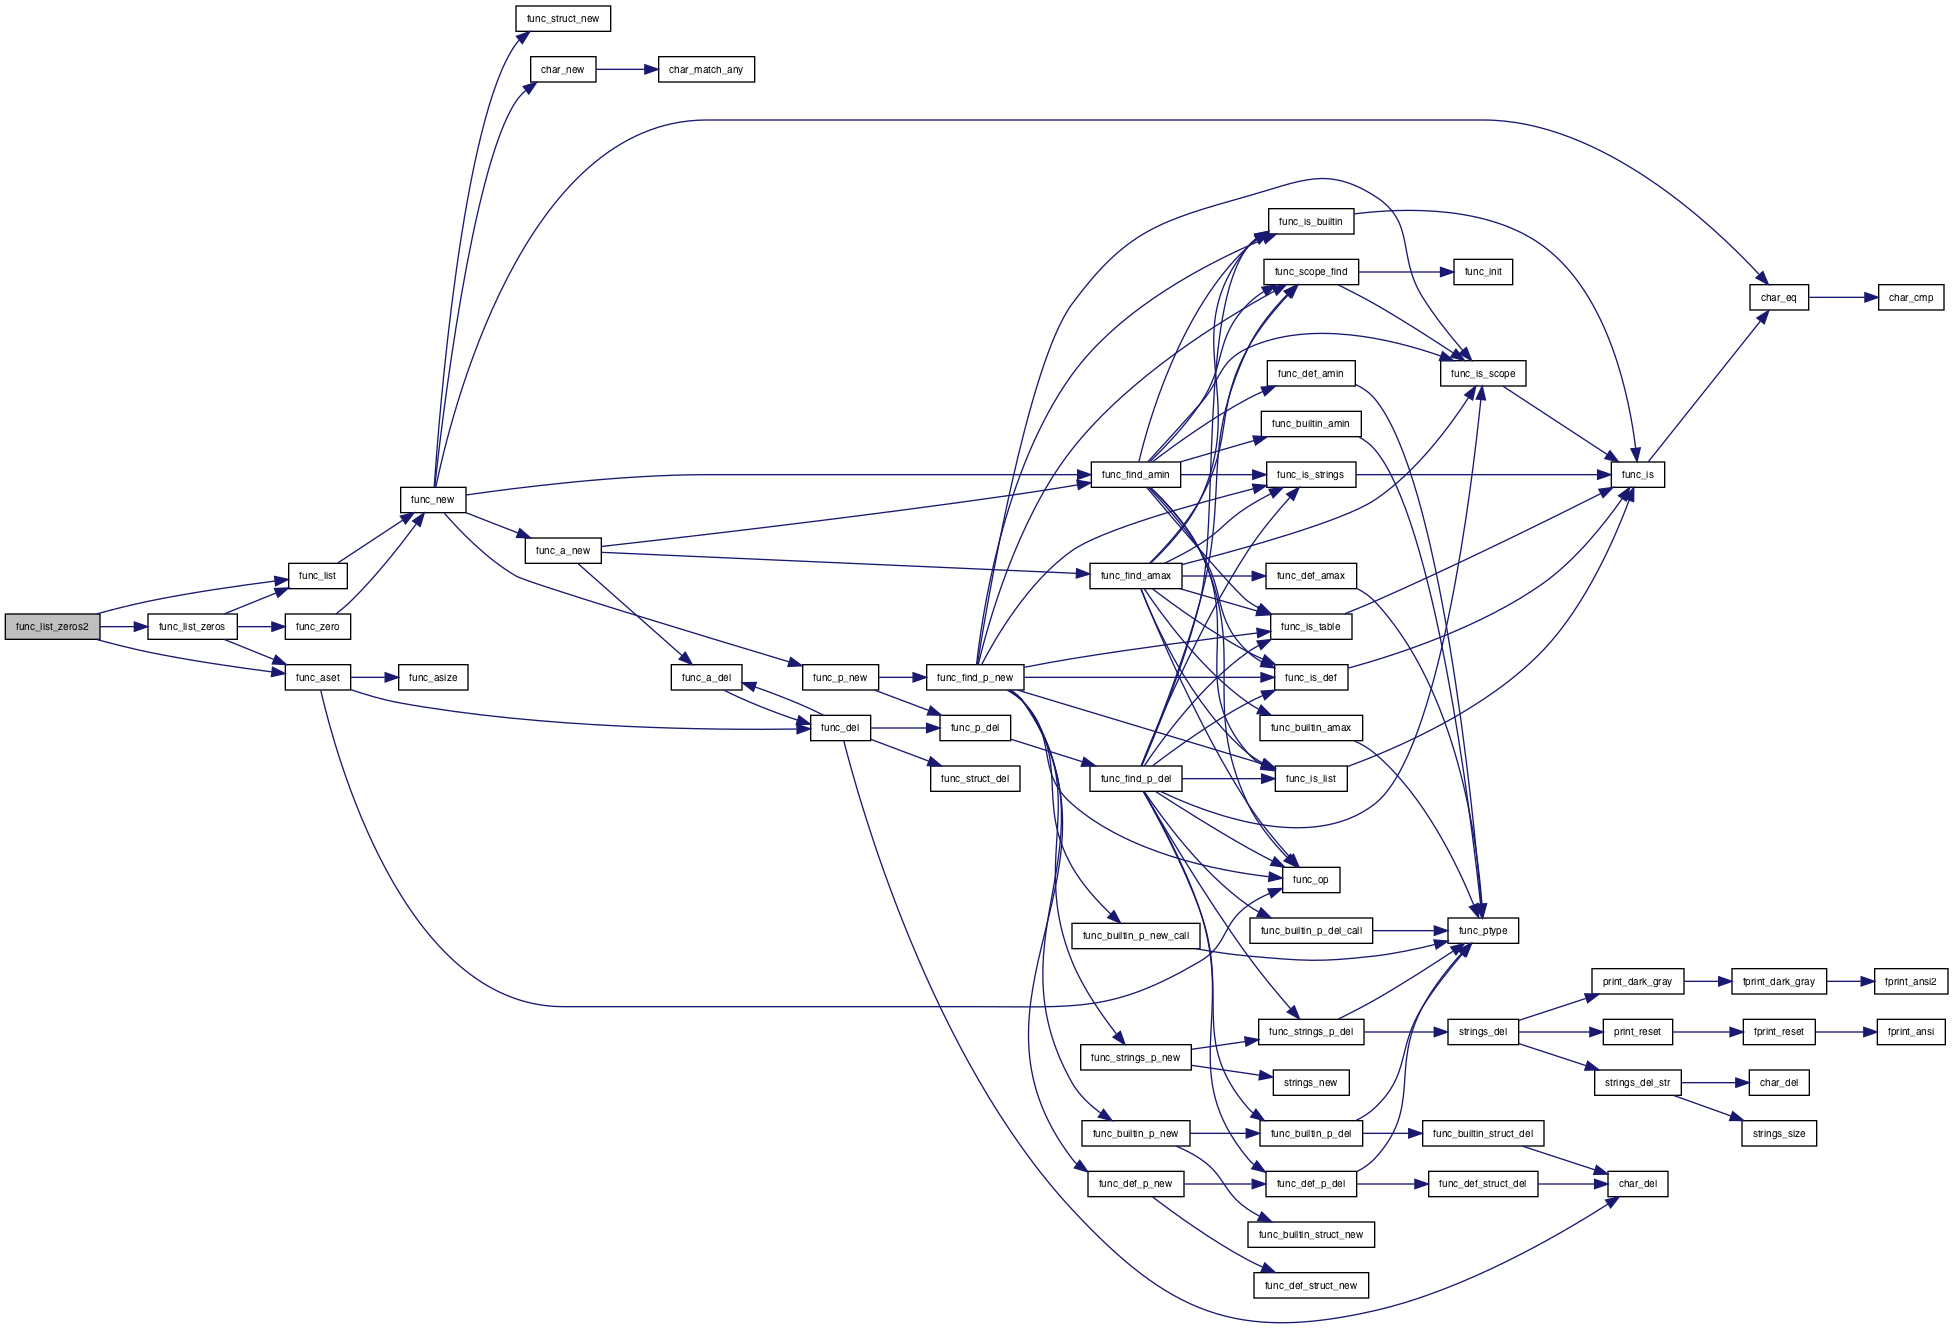 func_struct_new
char_new
char_match_any
func_is_builtin
func_scope_find
func_init
char_eq
char_cmp
func_def_amin
func_is_scope
func_builtin_amin
func_find_amin
func_is_strings
func_is
func_new
func_a_new
func_list
func_find_amax
func_def_amax
func_list_zeros2
func_list_zeros
func_zero
func_is_table
func_aset
func_asize
func_a_del
func_p_new
func_find_p_new
func_is_def
func_del
func_p_del
func_builtin_amax
func_struct_del
func_find_p_del
func_is_list
func_op
func_builtin_p_new_call
func_builtin_p_del_call
func_ptype
print_dark_gray
fprint_dark_gray
fprint_ansi2
func_strings_p_del
strings_del
print_reset
fprint_reset
fprint_ansi
func_strings_p_new
strings_new
strings_del_str
char_del
func_builtin_p_new
func_builtin_p_del
func_builtin_struct_del
strings_size
func_def_p_new
func_def_p_del
func_def_struct_del
char_del
func_builtin_struct_new
func_def_struct_new